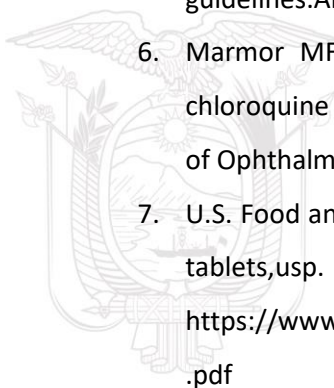 guidelines.A
6. Marmor MF
chloroquine
of Ophthalm
7. U.S. Food an
tablets,usp.
https://www
.pdf